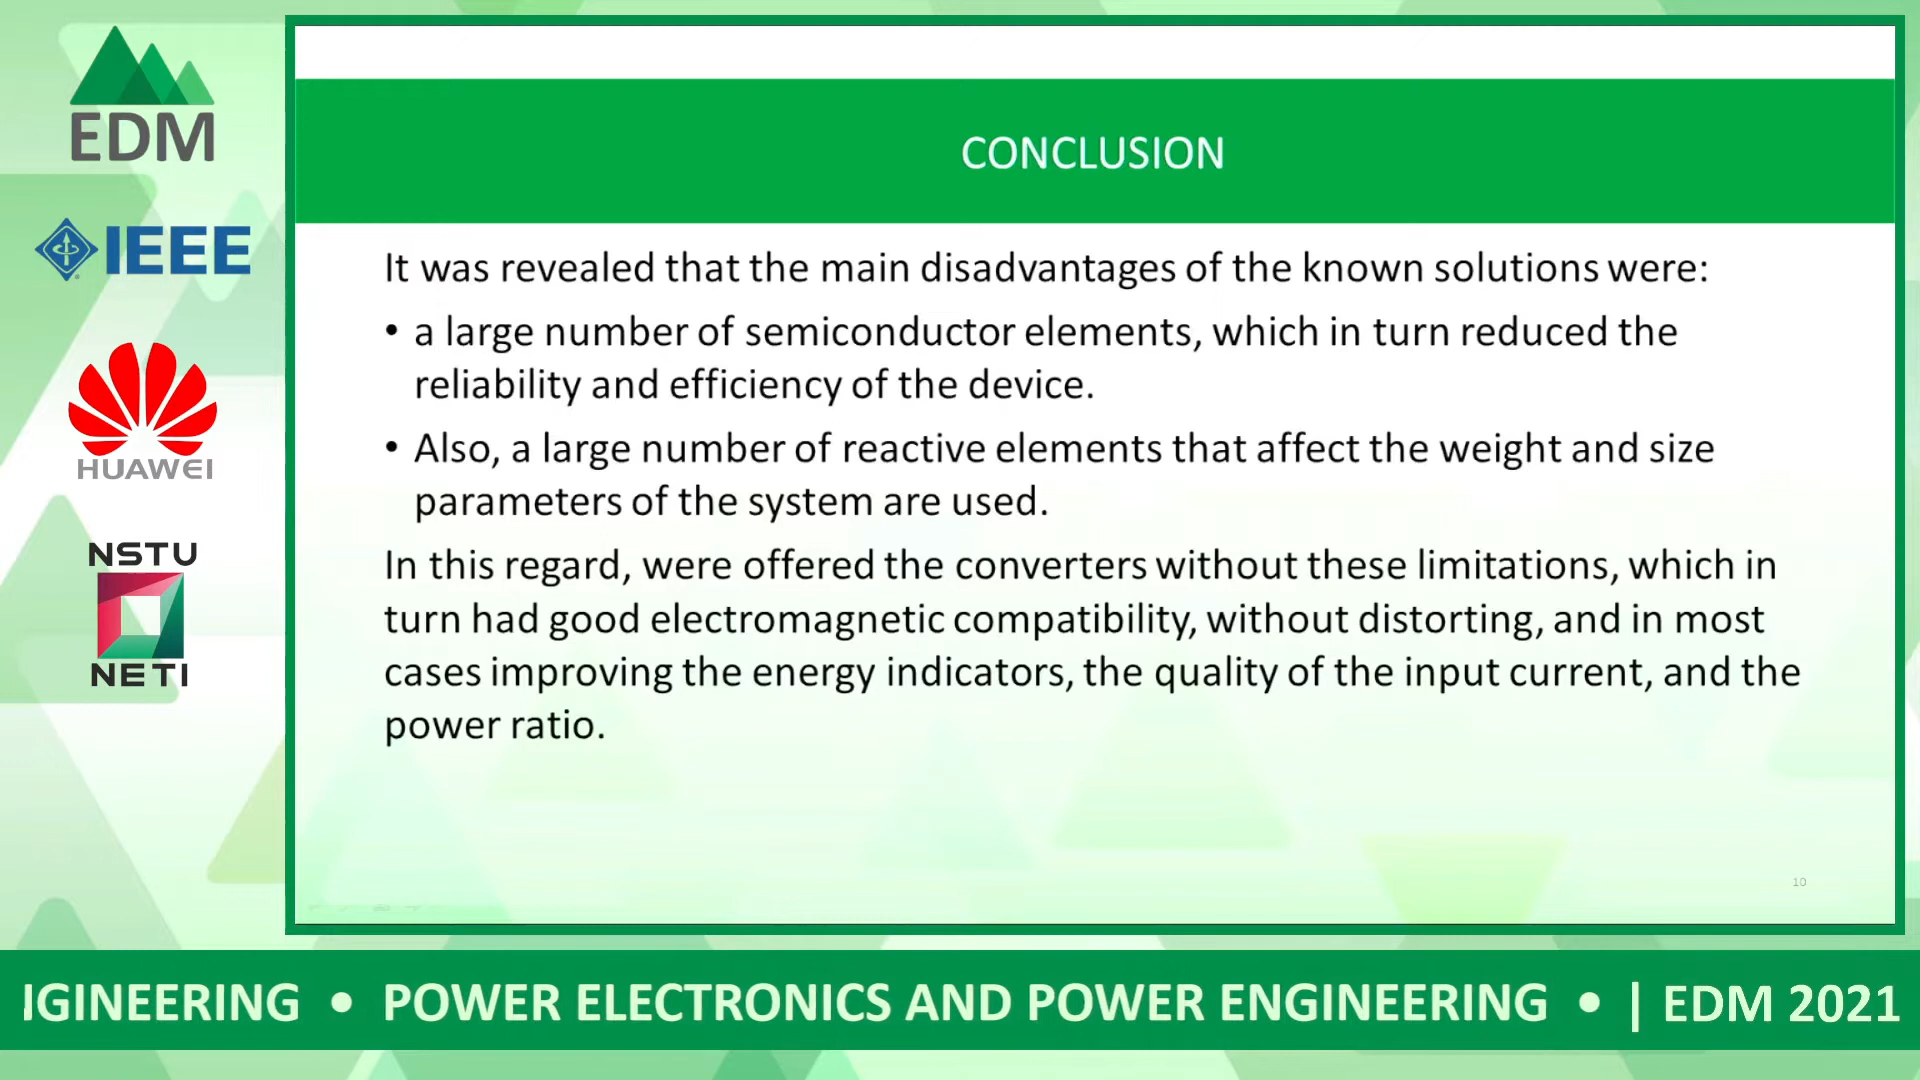 EDM
IEEE
HUAWEI
NSTU
NETI
CONCLUSION
It was revealed that the main disadvantages of the known solutions were:
• a large number of semiconductor elements, which in turn reduced the
reliability and efficiency of the device.
• Also, a large number of reactive elements that affect the weight and size
parameters of the system are used.
In this regard, were offered the converters without these limitations, which in
turn had good electromagnetic compatibility, without distorting, and in most
cases improving the energy indicators, the quality of the input current, and the
power ratio.
10
IGINEERING • POWER ELECTRONICS AND POWER ENGINEERING • | EDM 2021